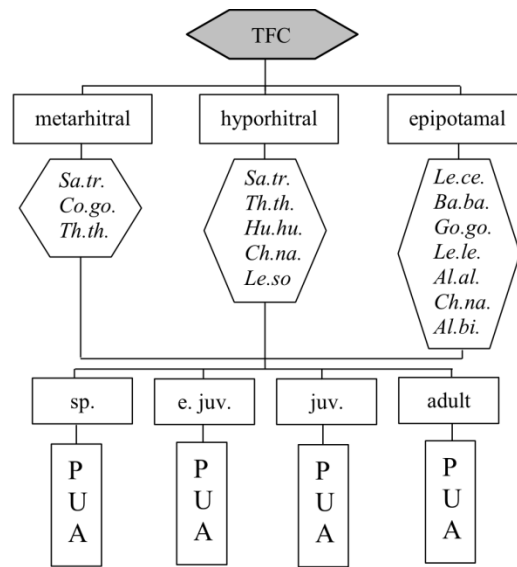 TFC
metarhitral
hyporhitral
epipotamal
Sa.tr.
Co.go.
Th.th.
Sa.tr.
Th.th.
Hu.hu.
Ch.na.
Le.so
Le.ce.
Ba.ba.
Go.go.
Le.le.
Al.al.
Ch.na.
Al.bi.
sp.
e. juv.
juv.
adult
P
U
A
P
U
A
P
U
A
P
U
A